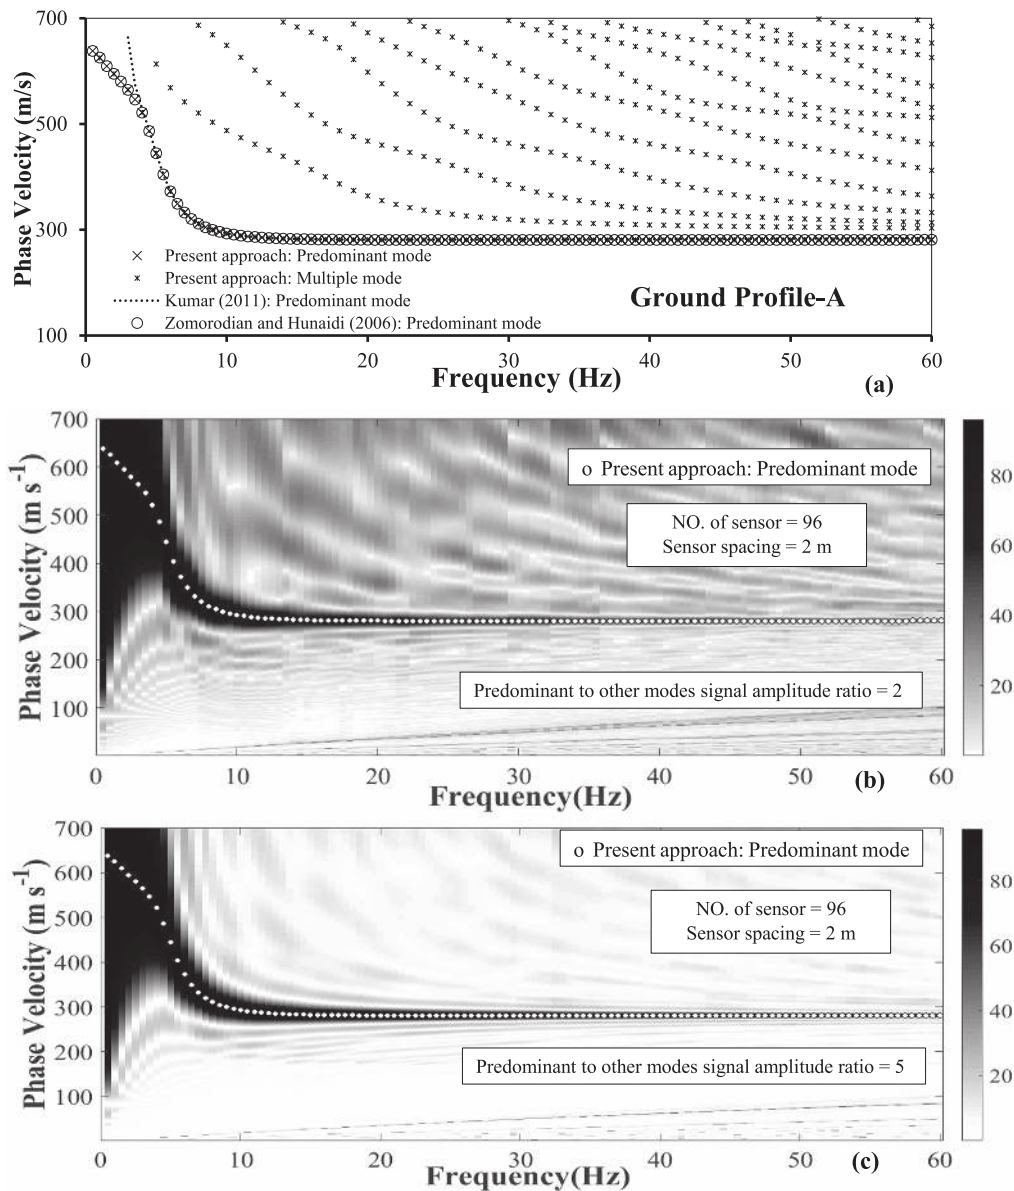 700
500
300
100
Phase Velocity (m/s)
Present approach: Predominant mode
Present approach: Multiple mode
Kumar (2011): Predominant mode
Zomorodian and Hunaidi (2006): Predominant mode
Ground Profile-A
0 10 20 30 40 50 60
Frequency (Hz)
(a)
700
600
500
400
300
200
100
Phase Velocity (m s-1)
o Present approach: Predominant mode
NO. of sensor = 96
Sensor spacing = 2 m
Predominant to other modes signal amplitude ratio = 2
80
60
40
20
0 10 20 30 40 50 60
Frequency(Hz)
(b)
700
600
500
400
300
200
100
Phase Velocity (m s-1)
o Present approach: Predominant mode
NO. of sensor = 96
Sensor spacing = 2 m
Predominant to other modes signal amplitude ratio = 5
80
60
40
20
0 10 20 30 40 50 60
Frequency(Hz)
(c)